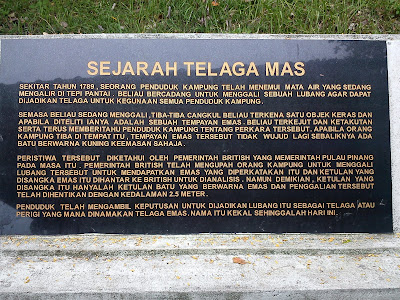 SEJARAH TELAGA MAS
SEKITAR TAHUN 1789, SEORANG PENDUDUK KAMPUNG TELAH MENEMUI MATA AIR YANG SEDANG
MENGALIR DI TEPI PANTAI. BELIAU BERCADANG UNTUK MENGGALI SEBUAH LUBANG AGAR DAPAT
DIJADIKAN TELAGA UNTUK KEGUNAAN SEMUA PENDUDUK KAMPUNG.
SEMASA BELIAU SEDANG MENGGALI, TIBA-TIBA CANGKUL BELIAU TERKENA SATU OBJEK KERAS DAN
APABILA DITELITI IANYA ADALAH SEBUAH TEMPAYAN EMAS. BELIAU TERKEJUT DAN KETAKUTAN
SERTA TERUS MEMBERITAHU PENDUDUK KAMPUNG TENTANG PERKARA TERSEBUT. APABILA ORANG
KAMPUNG TIBA DI TEMPAT ITU, TEMPAYAN EMAS TERSEBUT TIDAK WUJUD LAGI SEBALIKNYA ADA
BATU BERWARNA KUNING KEEMASAN SAHAJA.
PERISTIWA TERSEBUT DIKETAHUI OLEH PEMERINTAH BRITISH YANG MEMERINTAH PULAU PINANG
PADA MASA ITU. PEMERINTAH BRITISH TELAH MENGUPAH ORANG KAMPUNG UNTUK MENGGALI
LUBANG TERSEBUT UNTUK MENDAPATKAN EMAS YANG DIPERKATAKAN ITU DAN KETULAN YANG
DISANGKA EMAS ITU DIHANTAR KE BRITISH UNTUK DIANALISIS. NAMUN DEMIKIAN, KETULAN YANG
DISANGKA ITU HANYALAH KETULAN BATU YANG BERWARNA EMAS DAN PENGGALIAN TERSEBUT
TELAH DIHENTIKAN DENGAN KEDALAMAN 2.5 METER.
PENDUDUK TELAH MENGAMBIL KEPUTUSAN UNTUK DIJADIKAN LUBANG ITU SEBAGAI TELAGA ATAU
PERIGI YANG MANA DINAMAKAN TELAGA EMAS. NAMA ITU KEKAL SEHINGGALAH HARI INI.